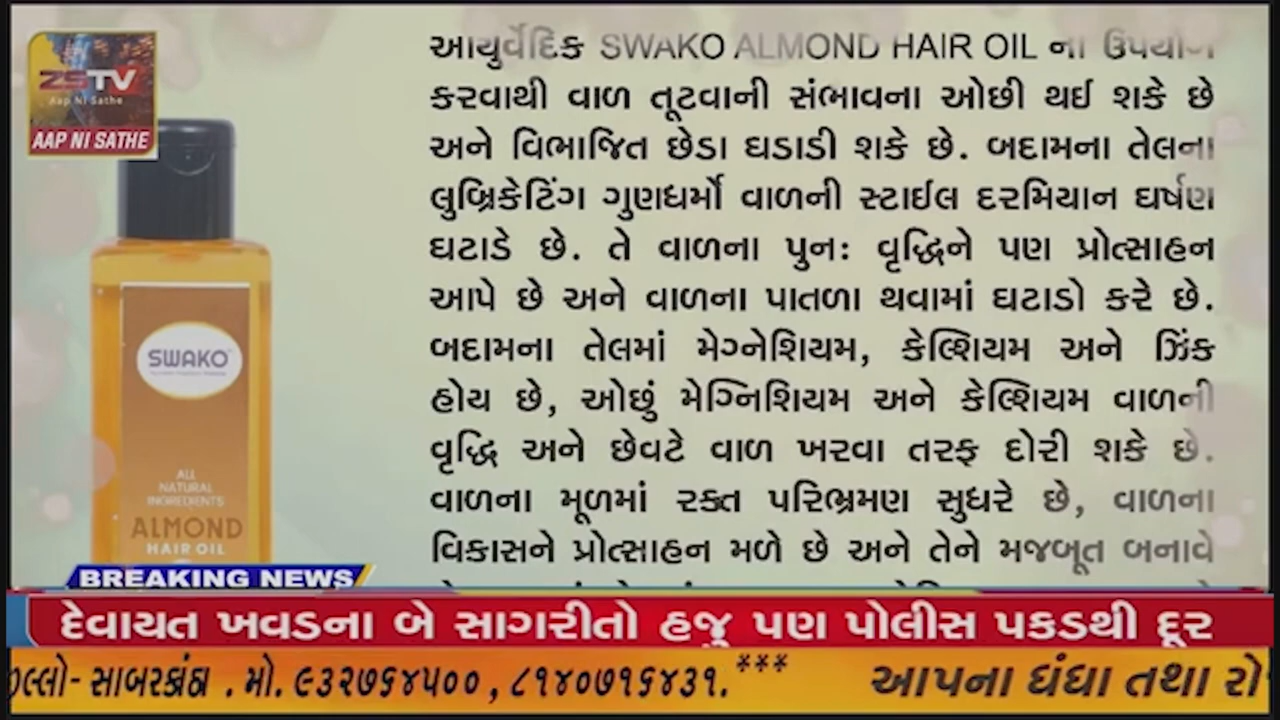 આયુર્વેદિક SWAKO ALMOND HAIR OIL ના ઉપયોગ
કરવાથી વાળ તૂટવાની સંભાવના ઓછી થઈ શકે છે
અને વિભાજિત છેડા ઘડાડી શકે છે. બદામના તેલના
લુબ્રિકેટિંગ ગુણધર્મો વાળની સ્ટાઈલ દરમિયાન ઘર્ષણ
ઘટાડે છે. તે વાળના પુનઃ વૃદ્ધિને પણ પ્રોત્સાહન
આપે છે અને વાળના પાતળા થવામાં ઘટાડો કરે છે.
બદામના તેલમાં મેગ્નેશિયમ, કેલ્શિયમ અને ઝિંક
હોય છે, ઓછું મેગ્નિશિયમ અને કેલ્શિયમ વાળની
વૃદ્ધિ અને છેવટે વાળ ખરવા તરફ દોરી શકે છે.
વાળના મૂળમાં રક્ત પરિભ્રમણ સુધરે છે, વાળના
વિકાસને પ્રોત્સાહન મળે છે અને તેને મજબૂત બનાવે
ZSTV
Aap Ni Sathe
AAP NI SATHE
SWAKO
ALL
NATURAL
INGREDIENTS
ALMOND
HAIR OIL
BREAKING NEWS
દેવાયત ખવડના બે સાગરીતો હજુ પણ પોલીસ પકડથી દૂર
જીલ્લો- સાબરકાંઠા . મો. ૯૩૨૭૬૪૫૦૦ , ૮૧૪૦૭૧૬૪૩૧.*** આપના ધંધા તથા રો